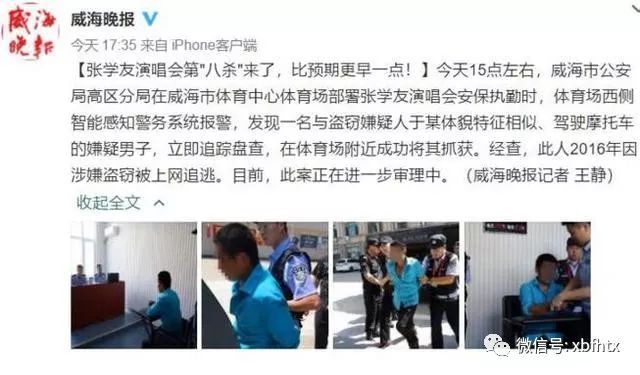 威海晚报
威海晚报
今天 17:35 来自 iPhone客户端
【张学友演唱会第"八杀"来了，比预期更早一点！】今天15点左右，威海市公安
局高区分局在威海市体育中心体育场部署张学友演唱会安保执勤时，体育场西侧
智能感知警务系统报警，发现一名与盗窃嫌疑人于某体貌特征相似、驾驶摩托车
的嫌疑男子，立即追踪盘查，在体育场附近成功将其抓获。经查，此人2016年因
涉嫌盗窃被上网追逃。目前，此案正在进一步审理中。（威海晚报记者 王静）
收起全文
微信号: xbfhtx